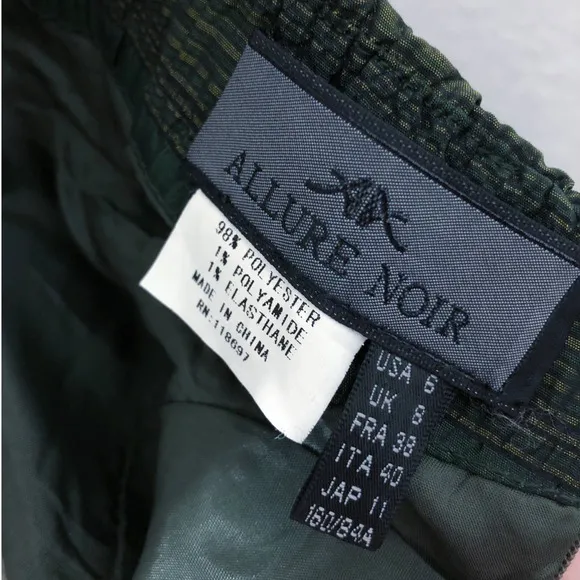 ALLURE NOIR
98% POLYESTER
1% POLYAMIDE
1% ELASTHANE
MADE IN CHINA
RN:118697
USA 6
UK 8
FRA 38
ITA 40
JAP 11
160/84A